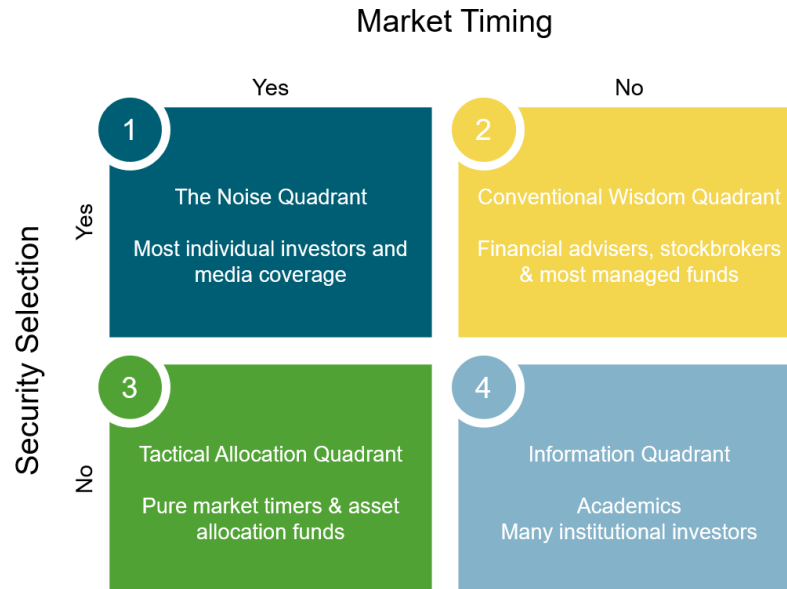 Market Timing
Yes
No
Security Selection
Yes
1
The Noise Quadrant
Most individual investors and
media coverage
2
Conventional Wisdom Quadrant
Financial advisers, stockbrokers
& most managed funds
No
3
Tactical Allocation Quadrant
Pure market timers & asset
allocation funds
4
Information Quadrant
Academics
Many institutional investors